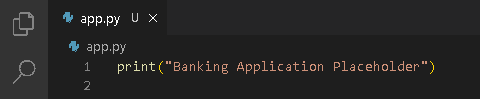 app.py U
app.py
1 print("Banking Application Placeholder")
2